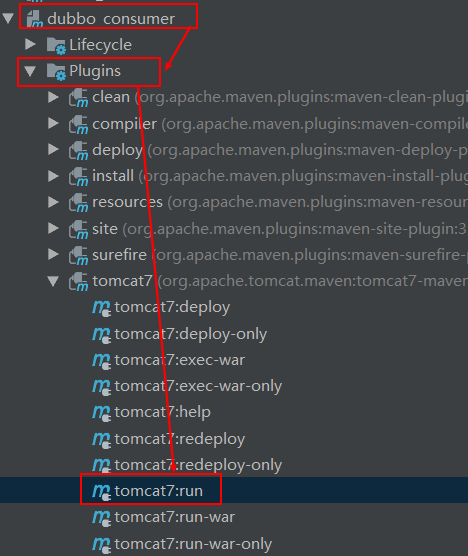 dubbo_consumer
Lifecycle
Plugins
clean (org.apache.maven.plugins:maven-clean-plugin
compiler (org.apache.maven.plugins:maven-compile
deploy (org.apache.maven.plugins:maven-deploy-p
install (org.apache.maven.plugins:maven-install-plug
resources (org.apache.maven.plugins:maven-resour
site (org.apache.maven.plugins:maven-site-plugin:3
surefire (org.apache.maven.plugins:maven-surefire-p
tomcat7 (org.apache.tomcat.maven:tomcat7-maven
tomcat7:deploy
tomcat7:deploy-only
tomcat7:exec-war
tomcat7:exec-war-only
tomcat7:help
tomcat7:redeploy
tomcat7:redeploy-only
tomcat7:run
tomcat7:run-war
tomcat7:run-war-only